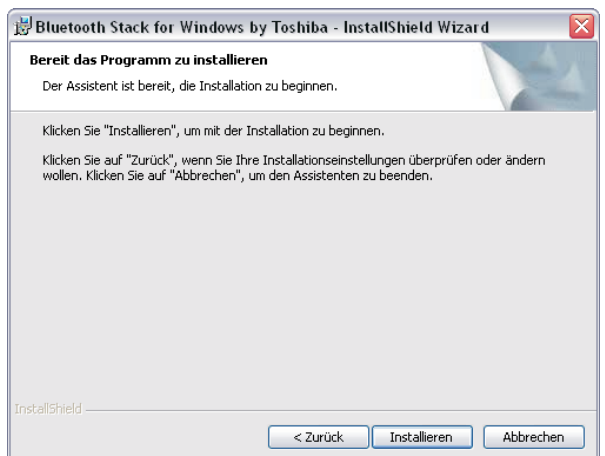 Bluetooth Stack for Windows by Toshiba - InstallShield Wizard
Bereit das Programm zu installieren
Der Assistent ist bereit, die Installation zu beginnen.
Klicken Sie "Installieren", um mit der Installation zu beginnen.
Klicken Sie auf "Zurück", wenn Sie Ihre Installationseinstellungen überprüfen oder ändern
wollen. Klicken Sie auf "Abbrechen", um den Assistenten zu beenden.
InstallShield
< Zurück Installieren Abbrechen